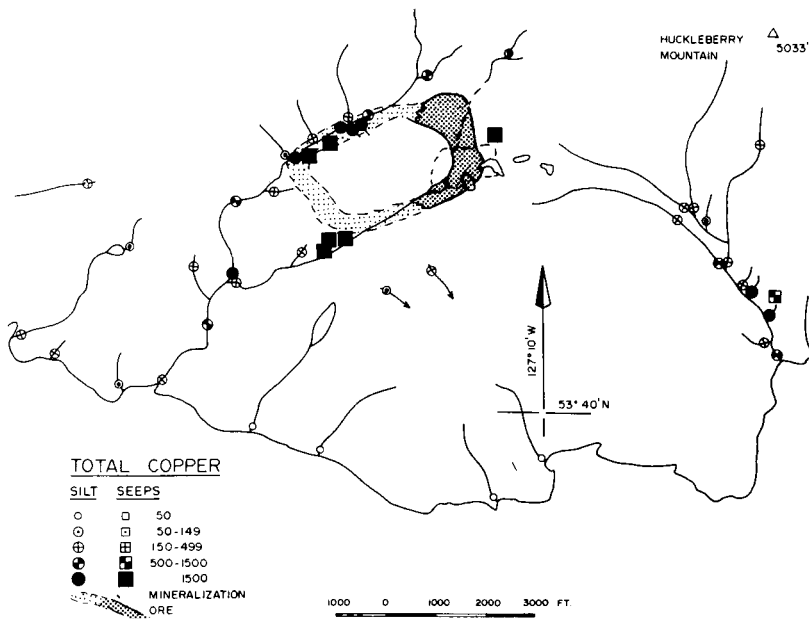 HUCKLEBERRY
MOUNTAIN
5033'
127° 10' W
53° 40' N
TOTAL COPPER
SILT SEEPS
50
50-149
150-499
500-1500
1500
MINERALIZATION
ORE
1000 0 1000 2000 3000 FT.